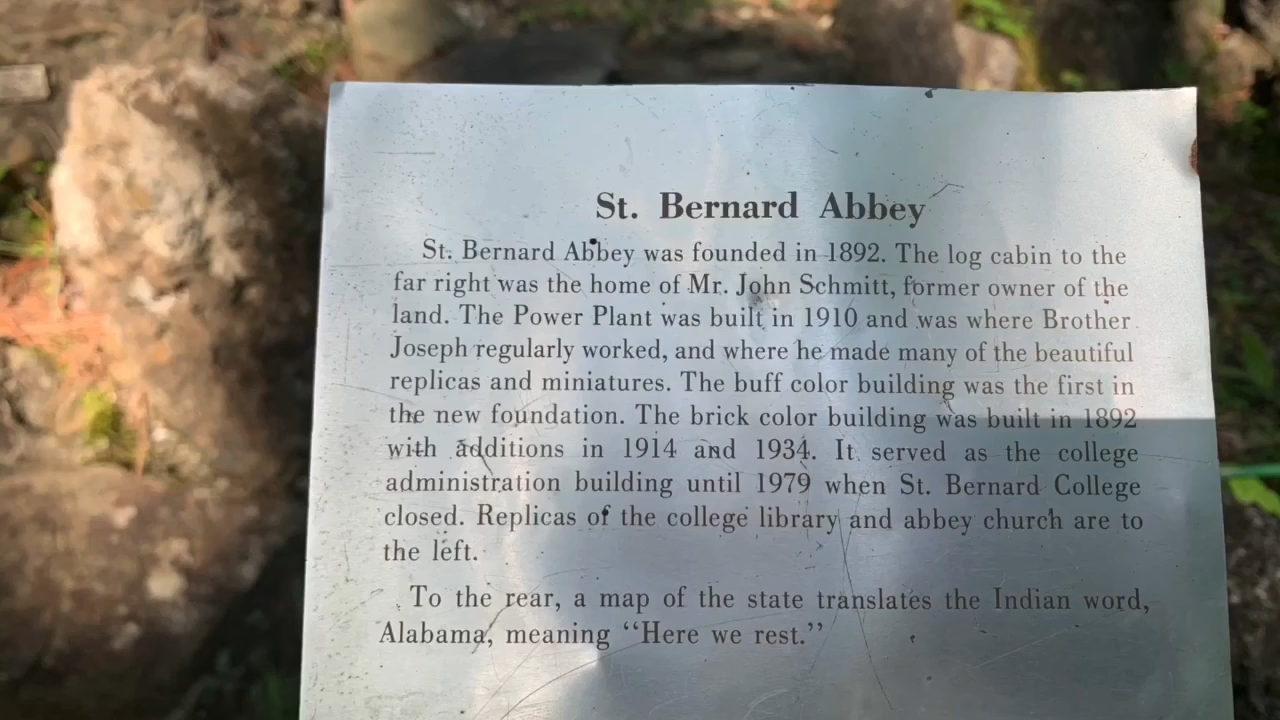 St. Bernard Abbey
St. Bernard Abbey was founded in 1892. The log cabin to the
far right was the home of Mr. John Schmitt, former owner of the
land. The Power Plant was built in 1910 and was where Brother
Joseph regularly worked, and where he made many of the beautiful
replicas and miniatures. The buff color building was the first in
the new foundation. The brick color building was built in 1892
with additions in 1914 and 1934. It served as the college
administration building until 1979 when St. Bernard College
closed. Replicas of the college library and abbey church are to
the left.
To the rear, a map of the state translates the Indian word,
Alabama, meaning “Here we rest.”